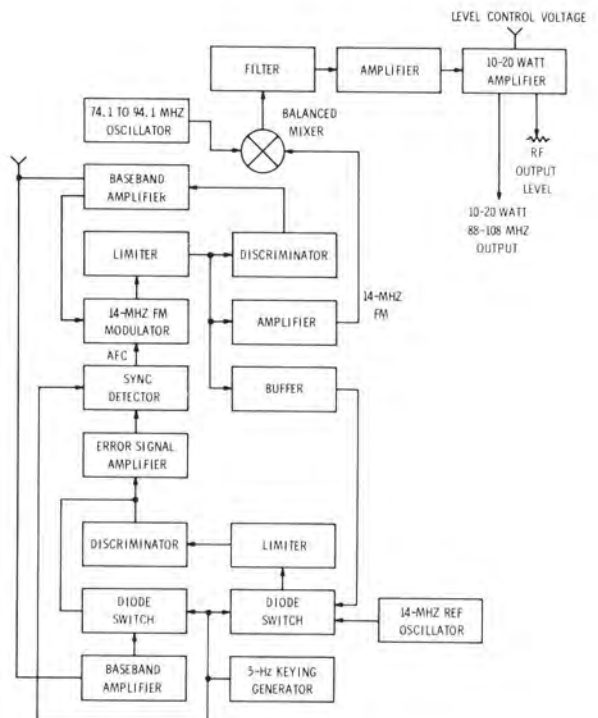 LEVEL CONTROL VOLTAGE
FILTER
AMPLIFIER
10-20 WATT
AMPLIFIER
74.1 TO 94.1 MHZ
OSCILLATOR
BALANCED
MIXER
RF
OUTPUT
LEVEL
BASEBAND
AMPLIFIER
10-20 WATT
88-108 MHZ
OUTPUT
LIMITER
DISCRIMINATOR
14-MHZ
FM
14-MHZ FM
MODULATOR
AMPLIFIER
AFC
SYNC
DETECTOR
BUFFER
ERROR SIGNAL
AMPLIFIER
DISCRIMINATOR
LIMITER
DIODE
SWITCH
DIODE
SWITCH
14-MHZ REF
OSCILLATOR
BASEBAND
AMPLIFIER
5-Hz KEYING
GENERATOR